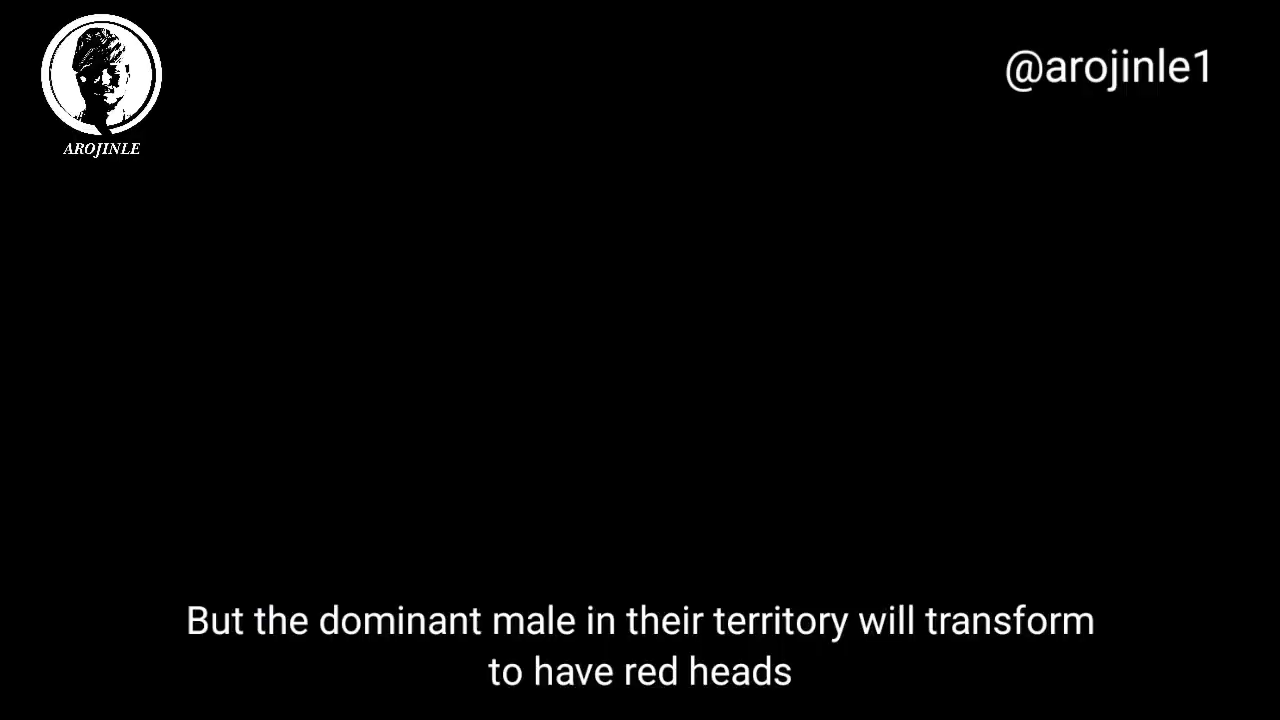 @arojinle1
AROJINLE
But the dominant male in their territory will transform
to have red heads